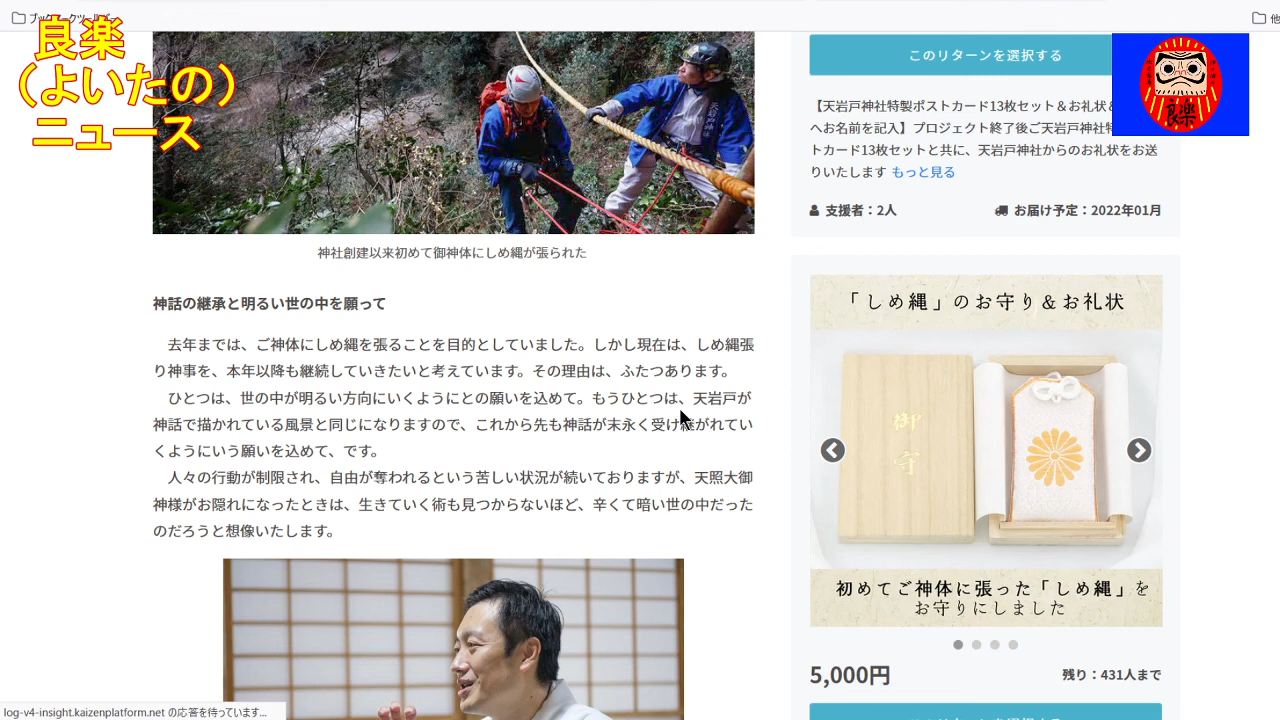 良楽
（よいたの）
ニュース
良楽
このリターンを選択する
【天岩戸神社特製ポストカード13枚セット＆お礼状
へお名前を記入】プロジェクト終了後ご天岩戸神社特
トカード13枚セットと共に、天岩戸神社からのお礼状をお送
りいたします もっと見る
支援者：2人 お届け予定：2022年01月
神社創建以来初めて御神体にしめ縄が張られた
神話の継承と明るい世の中を願って
去年までは、ご神体にしめ縄を張ることを目的としていました。しかし現在は、しめ縄張
り神事を、本年以降も継続していきたいと考えています。その理由は、ふたつあります。
ひとつは、世の中が明るい方向にいくようにとの願いを込めて。もうひとつは、天岩戸が
神話で描かれている風景と同じになりますので、これから先も神話が末永く受け継がれてい
くようにいう願いを込めて、です。
人々の行動が制限され、自由が奪われるという苦しい状況が続いておりますが、天照大御
神様がお隠れになったときは、生きていく術も見つからないほど、辛くて暗い世の中だった
のだろうと想像いたします。
「しめ縄」のお守り＆お礼状
御守
初めてご神体に張った「しめ縄」を
お守りにしました
5,000円 残り：431人まで
log-v4-insight.kaizenplatform.net の応答を待っています...